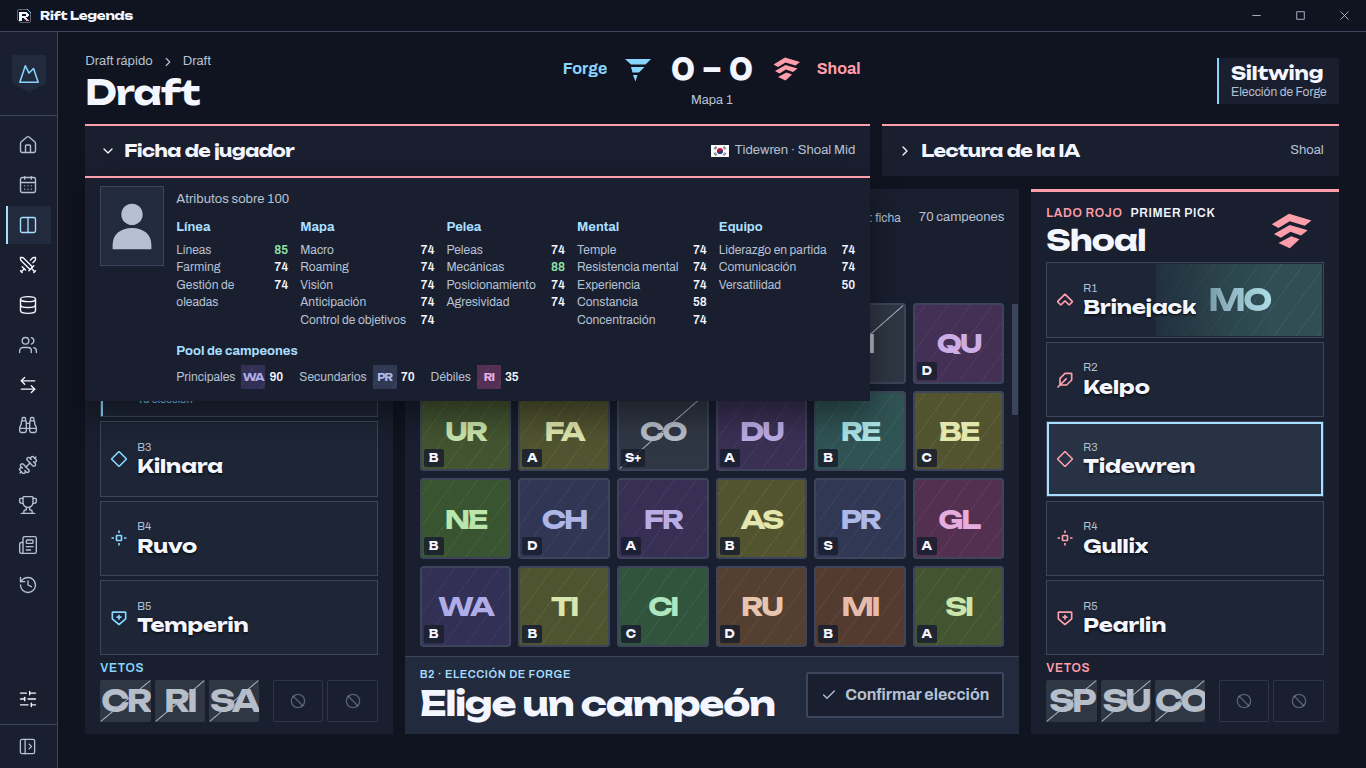 Rift Legends
Draft rápido > Draft
Draft
Forge 0 – 0 Shoal
Mapa 1
Siltwing
Elección de Forge
Ficha de jugador
Tidewren · Shoal Mid
Lectura de la IA
Shoal
Atributos sobre 100
Línea
Líneas 85
Farming 74
Gestión de oleadas 74
Mapa
Macro 74
Roaming 74
Visión 74
Anticipación 74
Control de objetivos 74
Pelea
Peleas 74
Mecánicas 88
Posicionamiento 74
Agresividad 74
Mental
Temple 74
Resistencia mental 74
Experiencia 74
Constancia 58
Concentración 74
Equipo
Liderazgo en partida 74
Comunicación 74
Versatilidad 50
Pool de campeones
Principales WA 90 Secundarios PR 70 Débiles RI 35
: ficha
70 campeones
B3
Kilnara
B4
Ruvo
B5
Temperin
VETOS
CR RI SA
QU D
UR B FA A CO S+ DU A RE B BE C
NE B CH D FR A AS B PR S GL A
WA B TI B CI C RU D MI B SI A
B2 · ELECCIÓN DE FORGE
Elige un campeón
Confirmar elección
LADO ROJO PRIMER PICK
Shoal
R1
Brinejack MO
R2
Kelpo
R3
Tidewren
R4
Gullix
R5
Pearlin
VETOS
SP SU CO